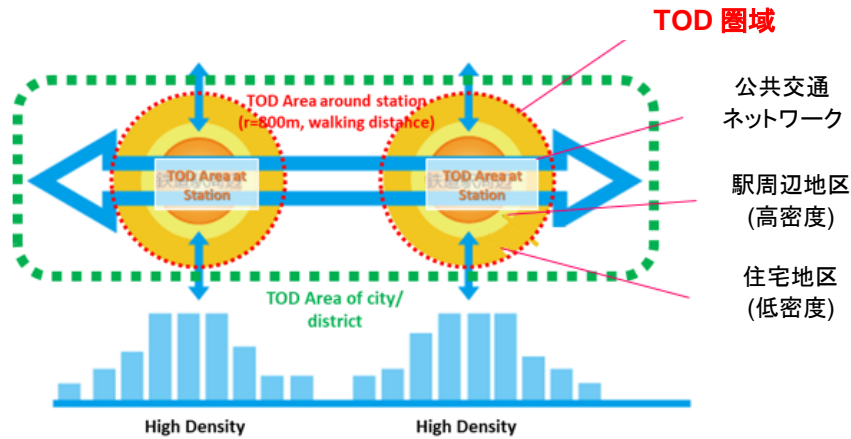 TOD 圏域
TOD Area around station
(r=800m, walking distance)
公共交通
ネットワーク
TOD Area at
Station
TOD Area at
Station
駅周辺地区
(高密度)
住宅地区
(低密度)
TOD Area of city/
district
High Density
High Density